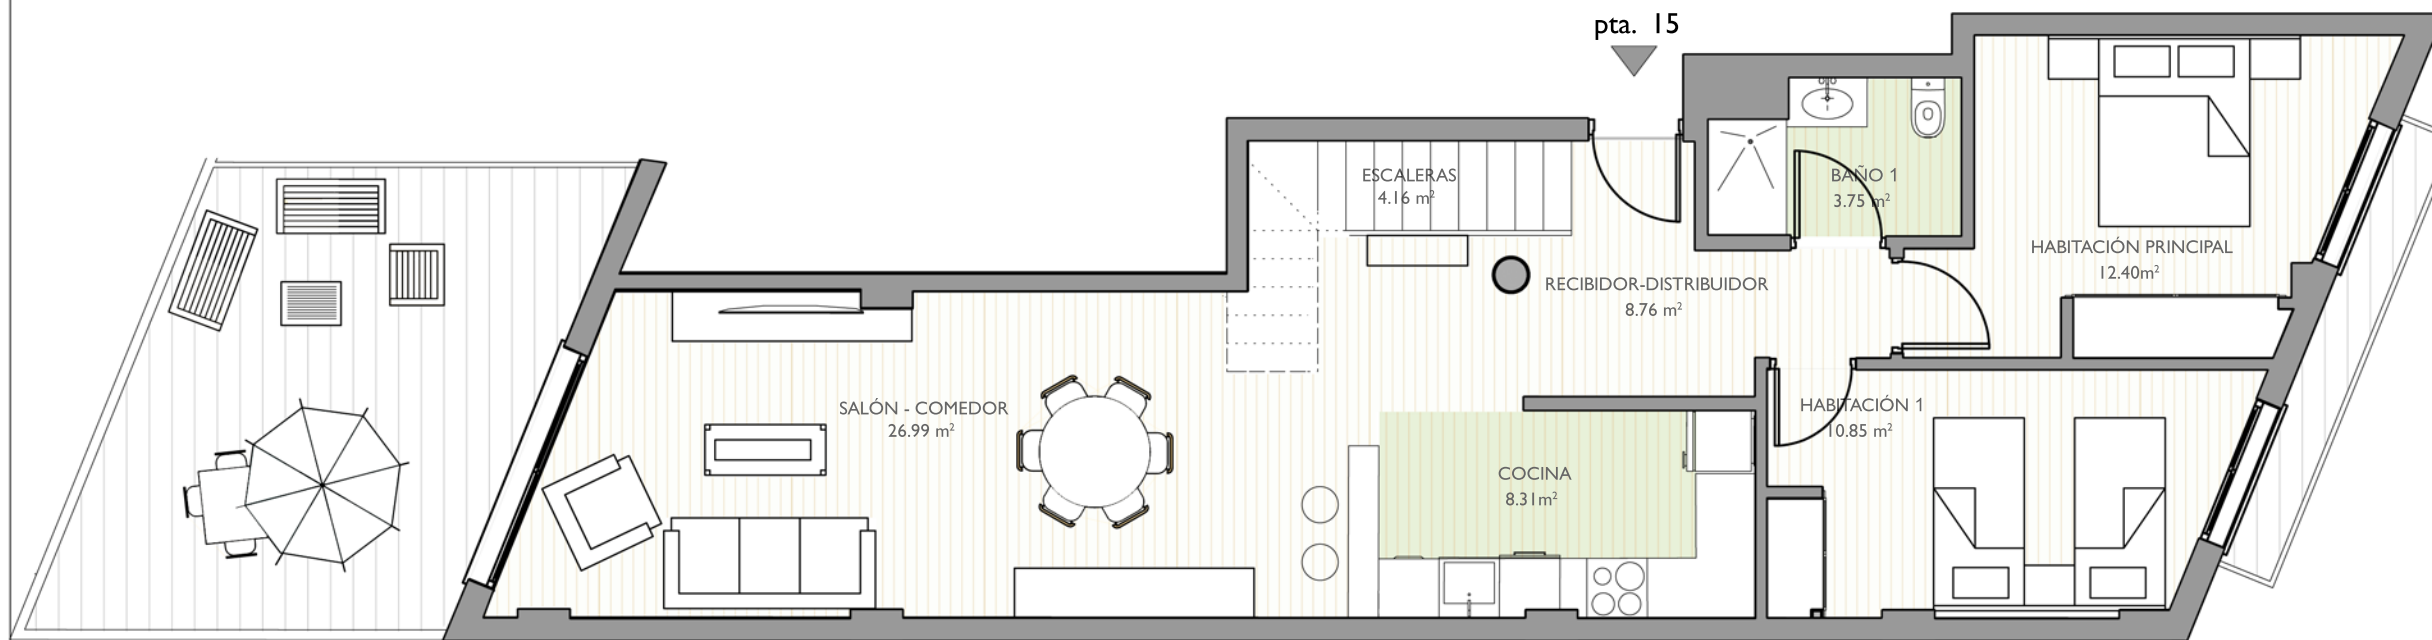 pta. 15
ESCALERAS
4.16 m²
BAÑO 1
3.75 m²
HABITACIÓN PRINCIPAL
12.40m²
RECIBIDOR-DISTRIBUIDOR
8.76 m²
SALÓN - COMEDOR
26.99 m²
HABITACIÓN 1
10.85 m²
COCINA
8.31m²